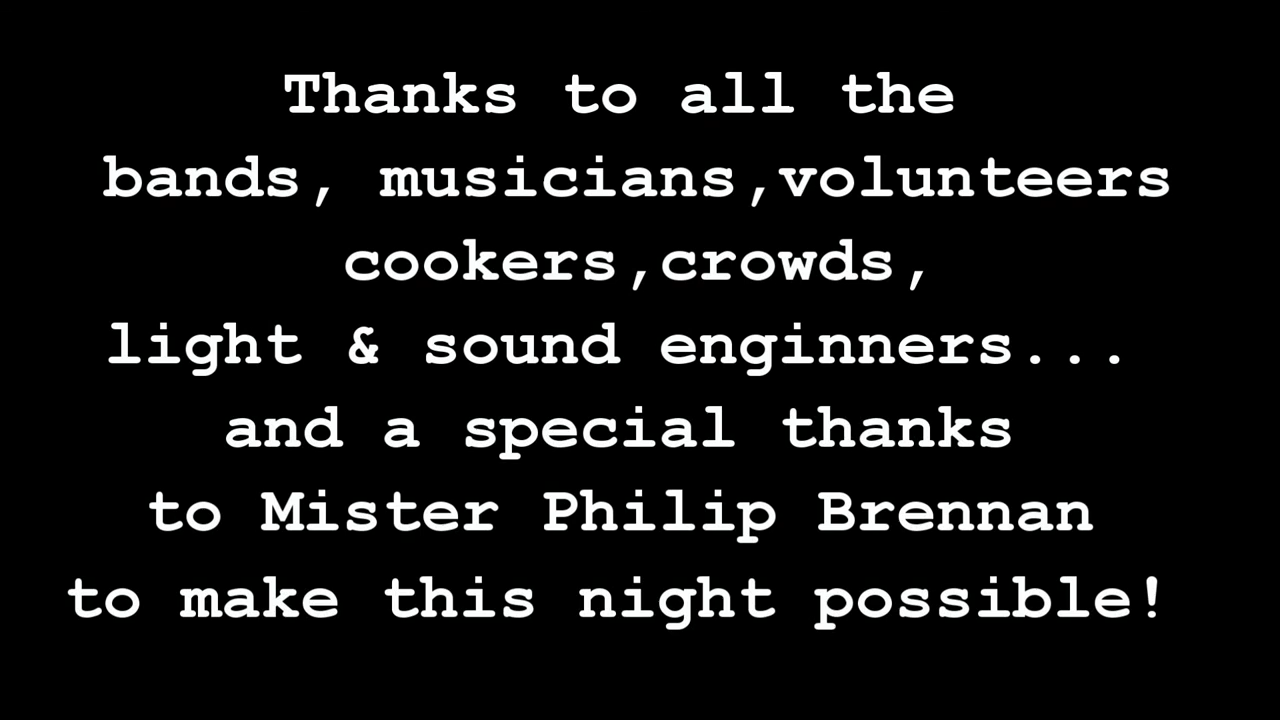 Thanks to all the
bands, musicians,volunteers
cookers,crowds,
light & sound enginners...
and a special thanks
to Mister Philip Brennan
to make this night possible!